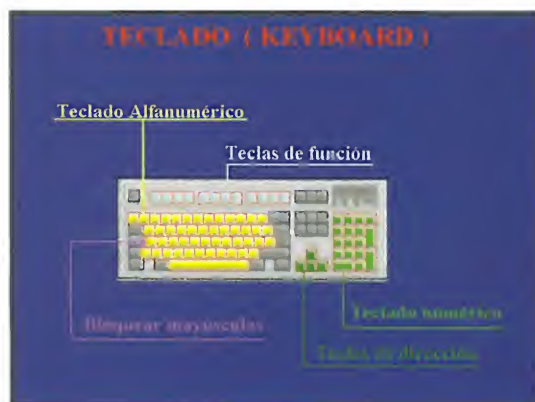 TECLADO ( KEYBOARD )
Teclado Alfanumérico
Teclas de función
Bloquear mayúsculas
Teclado numérico
Teclas de dirección